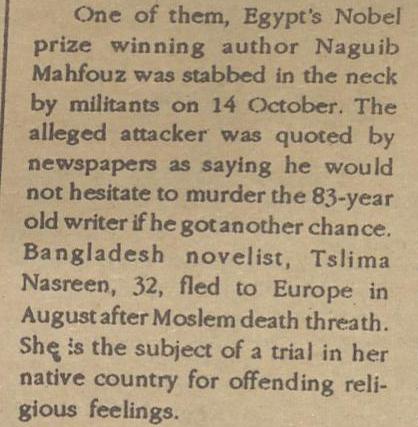 One of them, Egypt's Nobel
prize winning author Naguib
Mahfouz was stabbed in the neck
by militants on 14 October. The
alleged attacker was quoted by
newspapers as saying he would
not hesitate to murder the 83-year
old writer if he got another chance.
Bangladesh novelist, Tslima
Nasreen, 32, fled to Europe in
August after Moslem death threath.
She is the subject of a trial in her
native country for offending reli-
gious feelings.